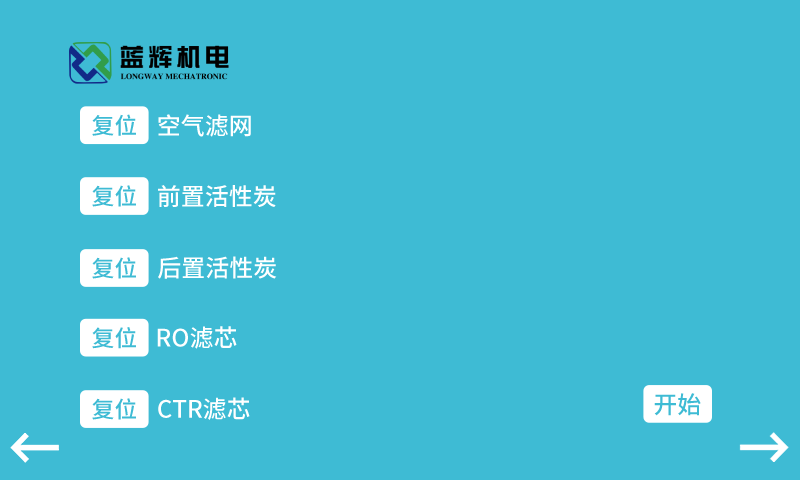 蓝辉机电
LONGWAY MECHATRONIC
复位 空气滤网
复位 前置活性炭
复位 后置活性炭
复位 RO滤芯
复位 CTR滤芯
开始